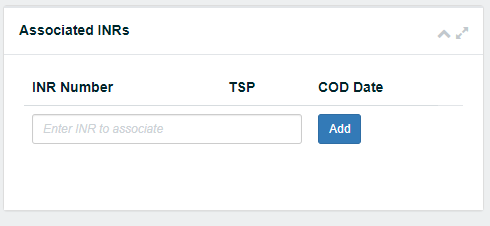 Associated INRs
INR Number TSP COD Date
Enter INR to associate Add